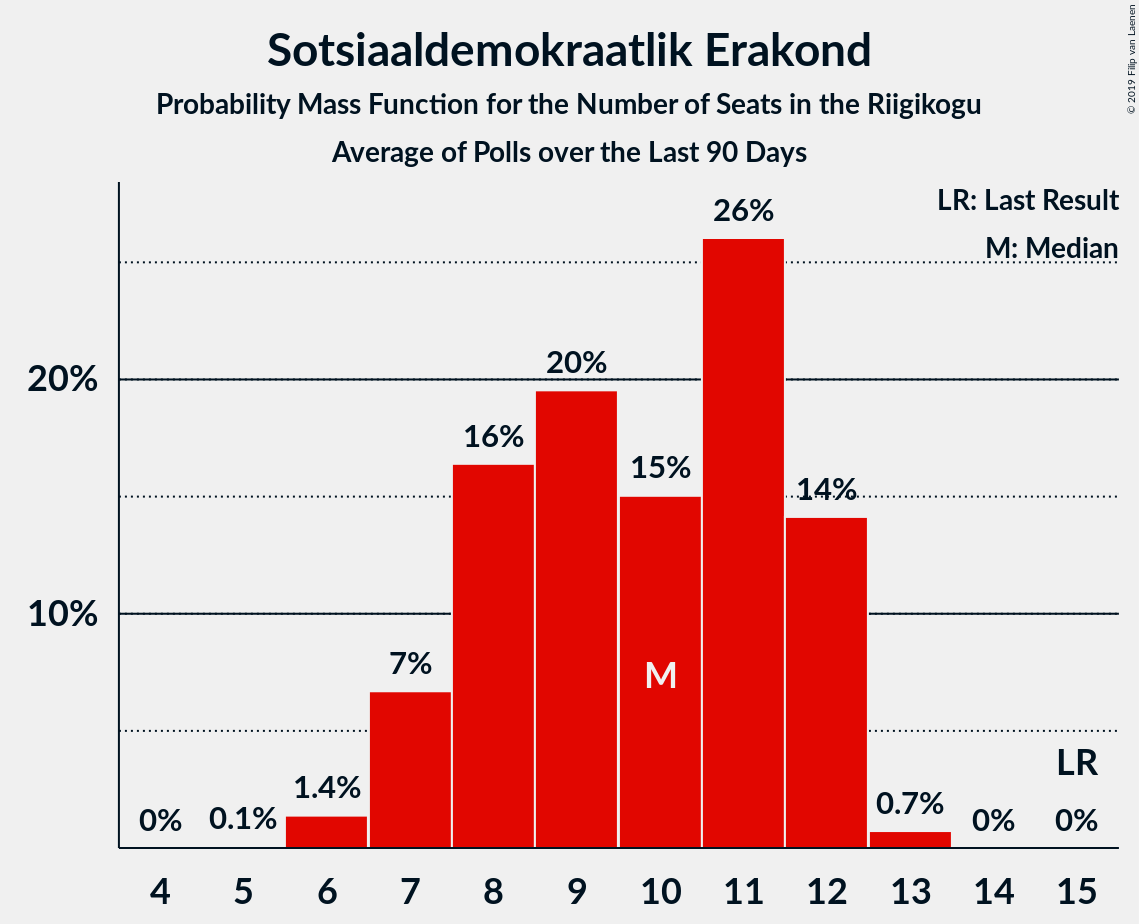 Sotsiaaldemokraatlik Erakond
Probability Mass Function for the Number of Seats in the Riigikogu
Average of Polls over the Last 90 Days
© 2019 Filip van Laenen
LR: Last Result
M: Median
26%
20%
20%
16%
15%
14%
10%
7%
M
LR
1.4%
0.7%
0%
0.1%
0%
0%
4 5 6 7 8 9 10 11 12 13 14 15